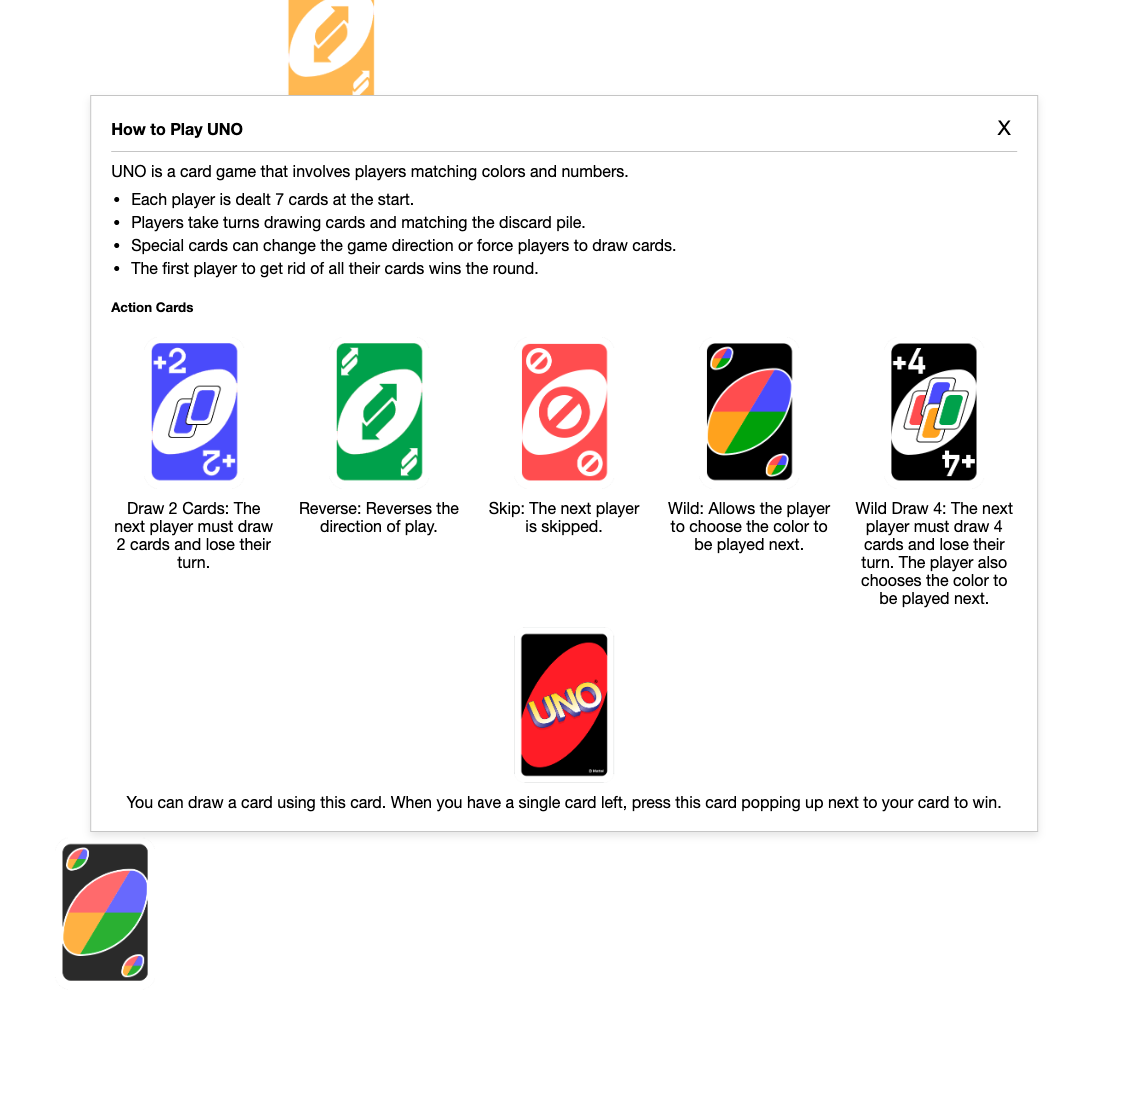 How to Play UNO
X
UNO is a card game that involves players matching colors and numbers.
• Each player is dealt 7 cards at the start.
• Players take turns drawing cards and matching the discard pile.
• Special cards can change the game direction or force players to draw cards.
• The first player to get rid of all their cards wins the round.
Action Cards
+2
+2
+4
+4
Draw 2 Cards: The
next player must draw
2 cards and lose their
turn.
Reverse: Reverses the
direction of play.
Skip: The next player
is skipped.
Wild: Allows the player
to choose the color to
be played next.
Wild Draw 4: The next
player must draw 4
cards and lose their
turn. The player also
chooses the color to
be played next.
UNO
You can draw a card using this card. When you have a single card left, press this card popping up next to your card to win.